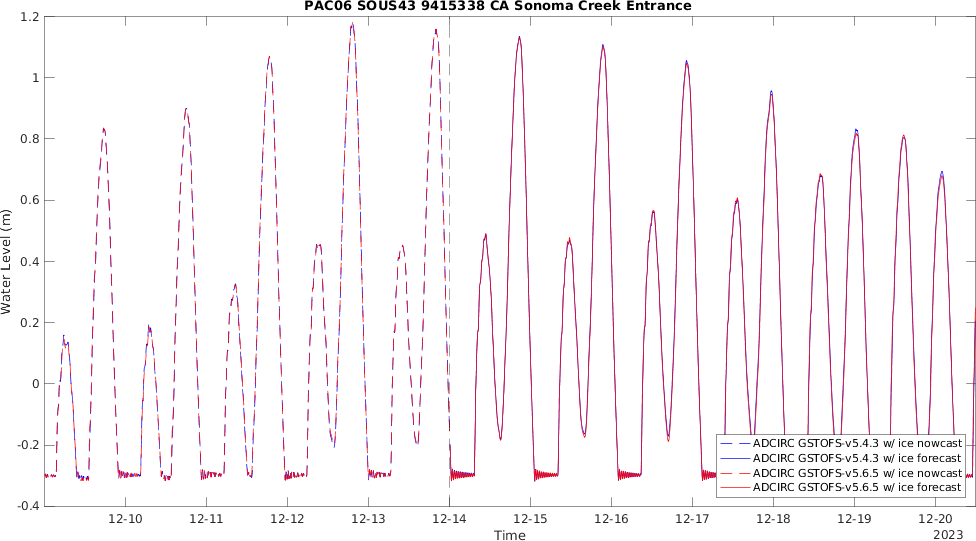 PAC06 SOUS43 9415338 CA Sonoma Creek Entrance
1.2
1
0.8
0.6
0.4
0.2
0
-0.2
-0.4
Water Level (m)
ADCIRC GSTOFS-v5.4.3 w/ ice nowcast
ADCIRC GSTOFS-v5.4.3 w/ ice forecast
ADCIRC GSTOFS-v5.6.5 w/ ice nowcast
ADCIRC GSTOFS-v5.6.5 w/ ice forecast
12-10 12-11 12-12 12-13 12-14 12-15 12-16 12-17 12-18 12-19 12-20
Time
2023